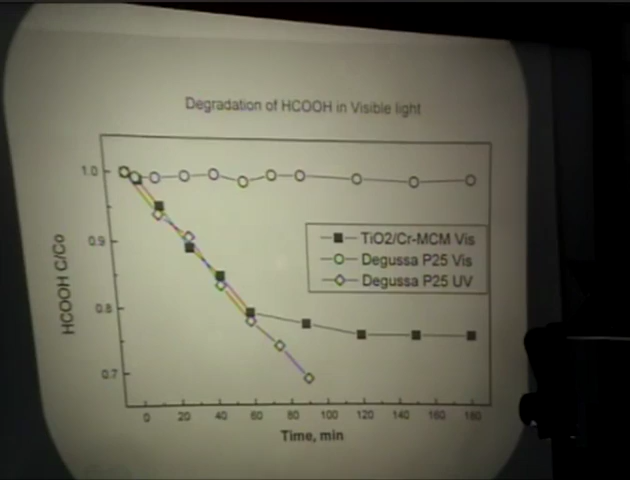 Degradation of HCOOH in Visible light
HCOOH C/Co
1.0
0.9
0.8
0.7
TiO2/Cr-MCM Vis
Degussa P25 Vis
Degussa P25 UV
0 20 40 60 80 100 120 140 160 180
Time, min